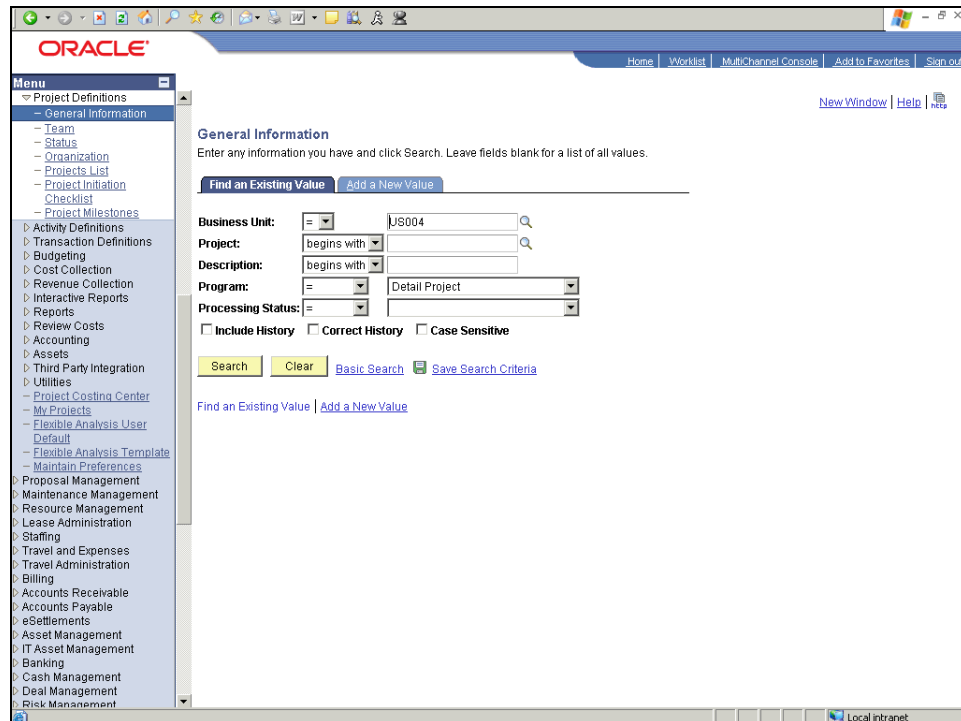 ORACLE
Home | Worklist | MultiChannel Console | Add to Favorites | Sign out
Menu
Project Definitions
– General Information
– Team
– Status
– Organization
– Projects List
– Project Initiation
Checklist
– Project Milestones
Activity Definitions
Transaction Definitions
Budgeting
Cost Collection
Revenue Collection
Interactive Reports
Reports
Review Costs
Accounting
Assets
Third Party Integration
Utilities
– Project Costing Center
– My Projects
– Flexible Analysis User
Default
– Flexible Analysis Template
– Maintain Preferences
Proposal Management
Maintenance Management
Resource Management
Lease Administration
Staffing
Travel and Expenses
Travel Administration
Billing
Accounts Receivable
Accounts Payable
eSettlements
Asset Management
IT Asset Management
Banking
Cash Management
Deal Management
Risk Management
New Window | Help | http
General Information
Enter any information you have and click Search. Leave fields blank for a list of all values.
Find an Existing Value Add a New Value
Business Unit: = US004
Project: begins with
Description: begins with
Program: = Detail Project
Processing Status: =
Include History Correct History Case Sensitive
Search Clear Basic Search Save Search Criteria
Find an Existing Value | Add a New Value
Local intranet